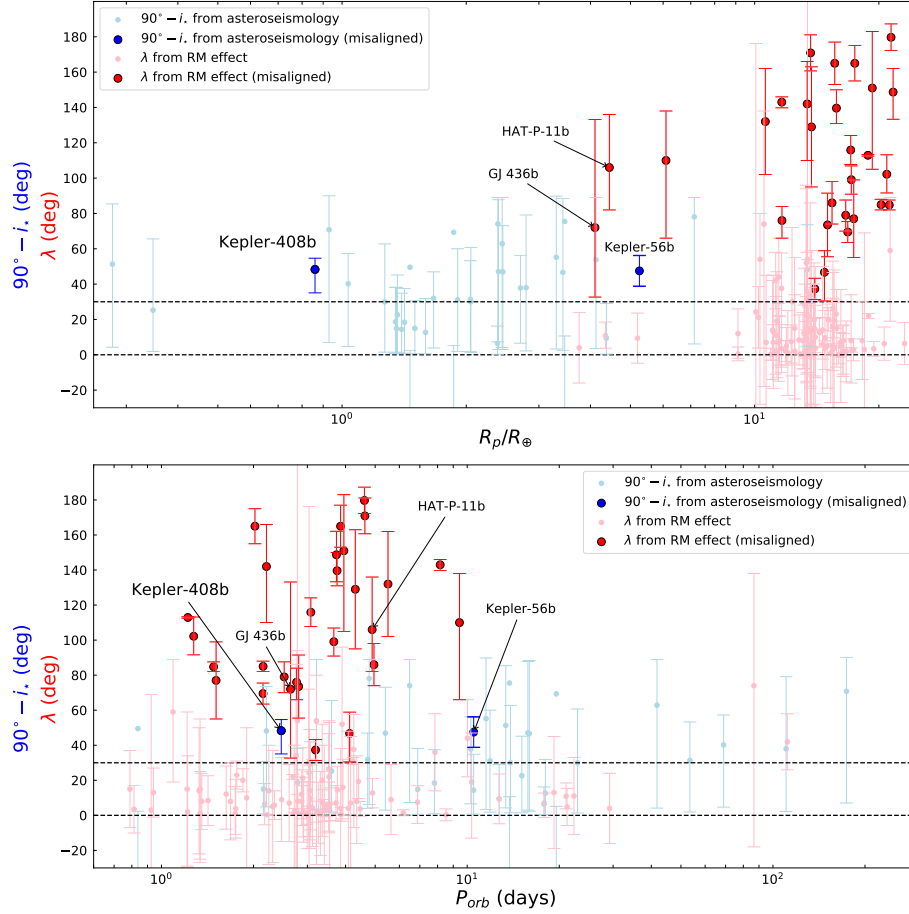 90° − i⋆ from asteroseismology
90° − i⋆ from asteroseismology (misaligned)
λ from RM effect
λ from RM effect (misaligned)
HAT-P-11b
GJ 436b
Kepler-408b
Kepler-56b
90° − i⋆ (deg)
λ (deg)
180
160
140
120
100
80
60
40
20
0
−20
10⁰
10¹
R_p/R_⊕
90° − i⋆ from asteroseismology
90° − i⋆ from asteroseismology (misaligned)
λ from RM effect
λ from RM effect (misaligned)
HAT-P-11b
Kepler-408b
GJ 436b
Kepler-56b
90° − i⋆ (deg)
λ (deg)
180
160
140
120
100
80
60
40
20
0
−20
10⁰
10¹
10²
P_orb (days)